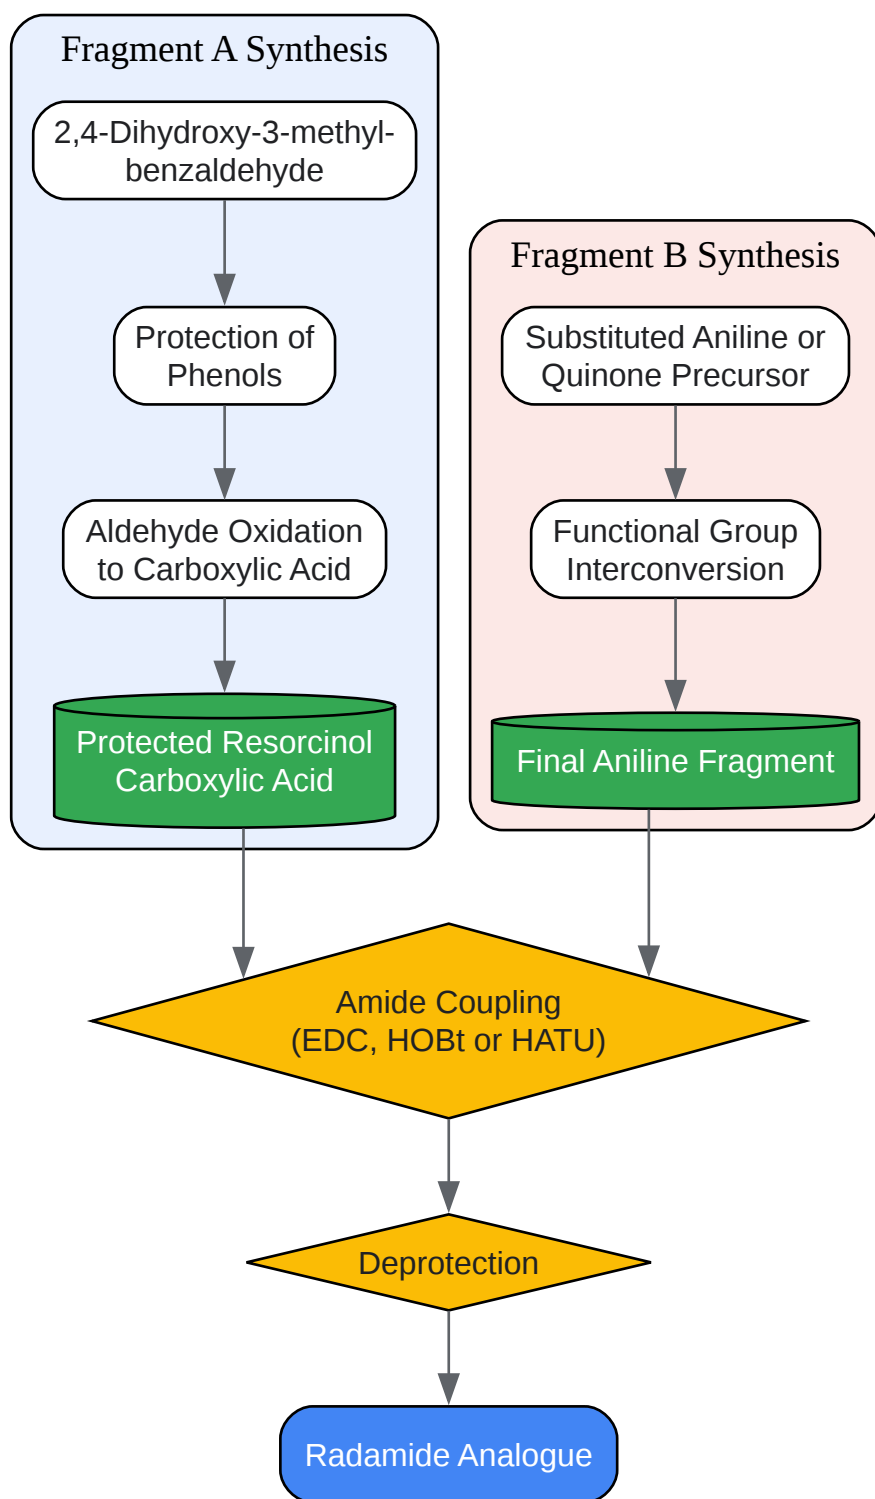 Fragment A Synthesis
2,4-Dihydroxy-3-methyl-
benzaldehyde
Protection of
Phenols
Aldehyde Oxidation
to Carboxylic Acid
Protected Resorcinol
Carboxylic Acid
Fragment B Synthesis
Substituted Aniline or
Quinone Precursor
Functional Group
Interconversion
Final Aniline Fragment
Amide Coupling
(EDC, HOBt or HATU)
Deprotection
Radamide Analogue